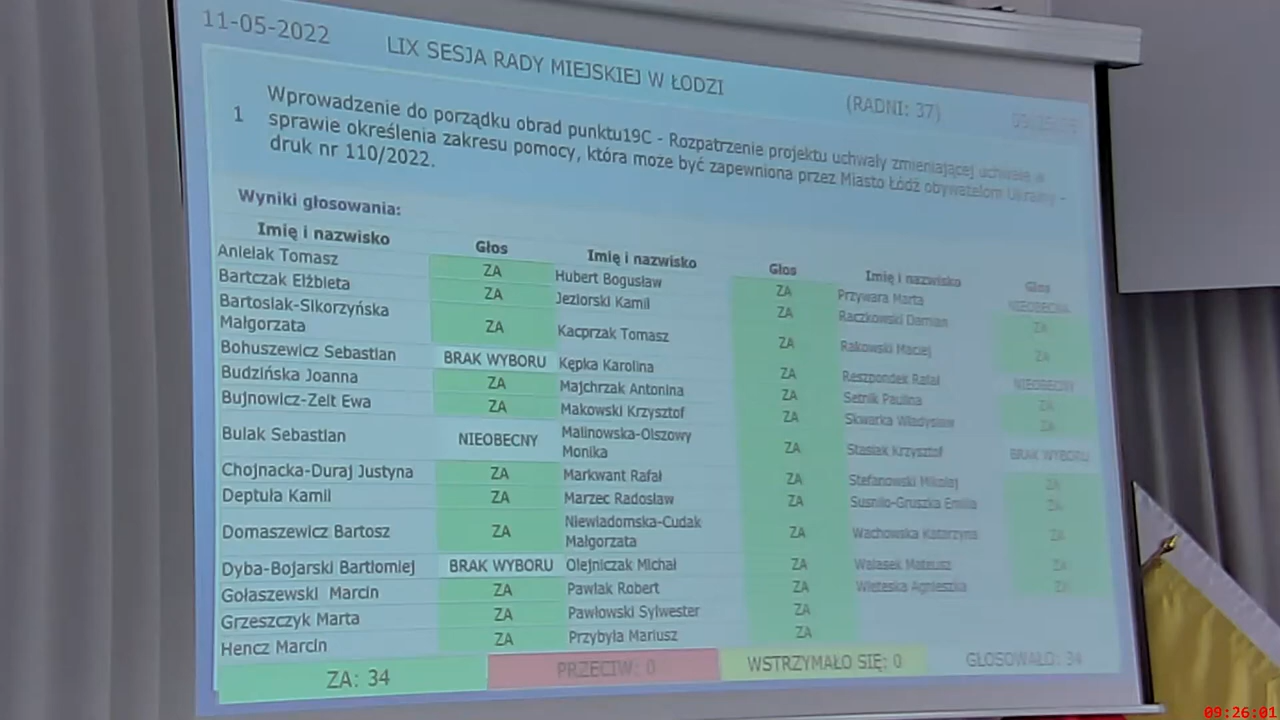 11-05-2022
LIX SESJA RADY MIEJSKIEJ W ŁODZI
(RADNI: 37)
1
Wprowadzenie do porządku obrad punktu19C - Rozpatrzenie projektu uchwały zmieniającej uchwałę w
sprawie określenia zakresu pomocy, która może być zapewniona przez Miasto Łódź obywatelom Ukrainy -
druk nr 110/2022.
Wyniki głosowania:
Imię i nazwisko Głos Imię i nazwisko Głos Imię i nazwisko Głos
Anielak Tomasz ZA Hubert Bogusław ZA Przywara Marta NIEOBECNA
Bartczak Elżbieta ZA Jeziorski Kamil ZA Raczkowski Damian ZA
Bartosiak-Sikorzyńska
Małgorzata ZA Kacprzak Tomasz ZA Rakowski Maciej ZA
Bohuszewicz Sebastian BRAK WYBORU Kępka Karolina ZA Reszpondek Rafał NIEOBECNY
Budzińska Joanna ZA Majchrzak Antonina ZA Setnik Paulina ZA
Bujnowicz-Zelt Ewa ZA Makowski Krzysztof ZA Skwarka Władysław ZA
Bulak Sebastian NIEOBECNY Malinowska-Olszowy
Monika ZA Stasiak Krzysztof BRAK WYBORU
Chojnacka-Duraj Justyna ZA Markwant Rafał ZA Stefanowski Mikołaj ZA
Deptuła Kamil ZA Marzec Radosław ZA Susniło-Gruszka Emilia ZA
Domaszewicz Bartosz ZA Niewiadomska-Cudak
Małgorzata ZA Wachowska Katarzyna ZA
Dyba-Bojarski Bartłomiej BRAK WYBORU Olejniczak Michał ZA Walasek Mateusz ZA
Gołaszewski Marcin ZA Pawlak Robert ZA Wieteska Agnieszka ZA
Grzeszczyk Marta ZA Pawłowski Sylwester ZA
Hencz Marcin ZA Przybyła Mariusz ZA
ZA: 34 PRZECIW: 0 WSTRZYMAŁO SIĘ: 0 GŁOSOWAŁO: 34
09:26:01